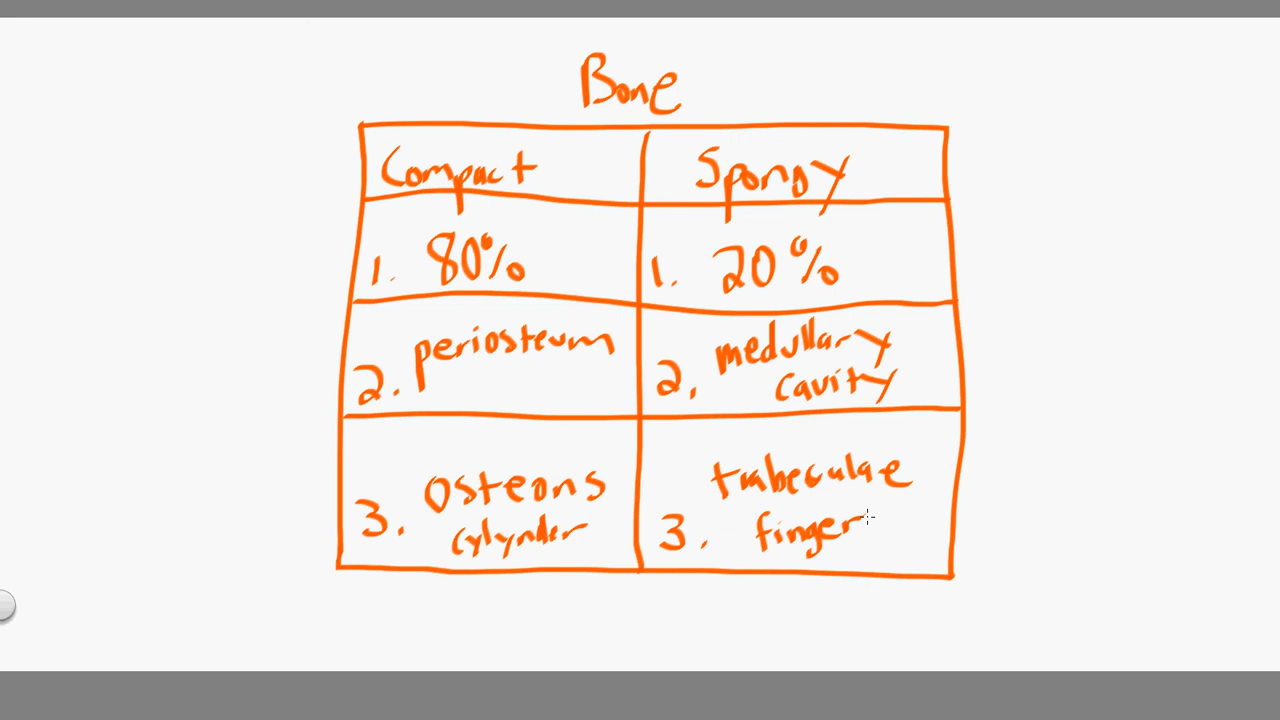 Bone
Compact
Spongy
1. 80%
1. 20%
2. periosteum
2. medullary
cavity
3. Osteons
cylynder
3. trabeculae
finger